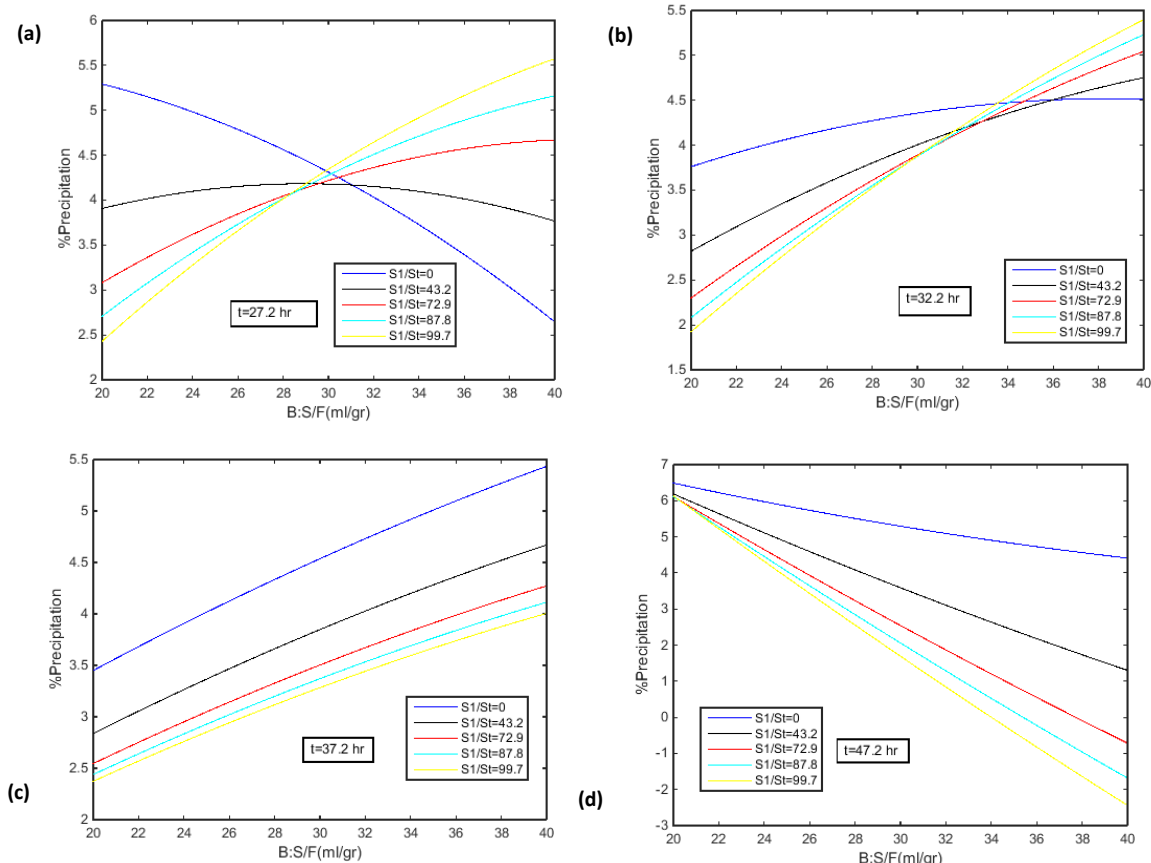 (a)
6
5.5
5
4.5
4
3.5
3
2.5
2
%Precipitation
S1/St=0
S1/St=43.2
S1/St=72.9
S1/St=87.8
S1/St=99.7
t=27.2 hr
20 22 24 26 28 30 32 34 36 38 40
B:S/F(ml/gr)
(b)
5.5
5
4.5
4
3.5
3
2.5
2
1.5
%Precipitation
S1/St=0
S1/St=43.2
S1/St=72.9
S1/St=87.8
S1/St=99.7
t=32.2 hr
20 22 24 26 28 30 32 34 36 38 40
B:S/F(ml/gr)
5.5
5
4.5
4
3.5
3
2.5
2
%Precipitation
S1/St=0
S1/St=43.2
S1/St=72.9
S1/St=87.8
S1/St=99.7
t=37.2 hr
(c)
20 22 24 26 28 30 32 34 36 38 40
B:S/F(ml/gr)
7
6
5
4
3
2
1
0
-1
-2
-3
%Precipitation
S1/St=0
S1/St=43.2
S1/St=72.9
S1/St=87.8
S1/St=99.7
t=47.2 hr
(d)
20 22 24 26 28 30 32 34 36 38 40
B:S/F(ml/gr)